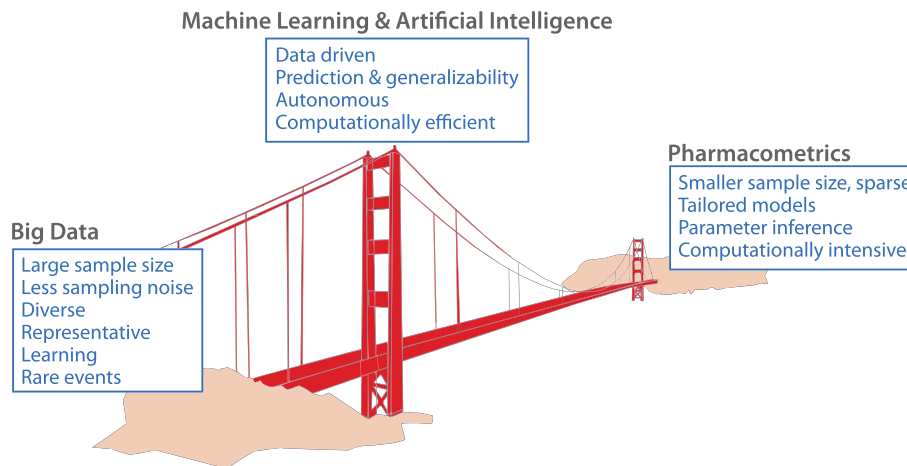 Machine Learning & Artificial Intelligence
Data driven
Prediction & generalizability
Autonomous
Computationally efficient
Pharmacometrics
Smaller sample size, sparse
Tailored models
Parameter inference
Computationally intensive
Big Data
Large sample size
Less sampling noise
Diverse
Representative
Learning
Rare events